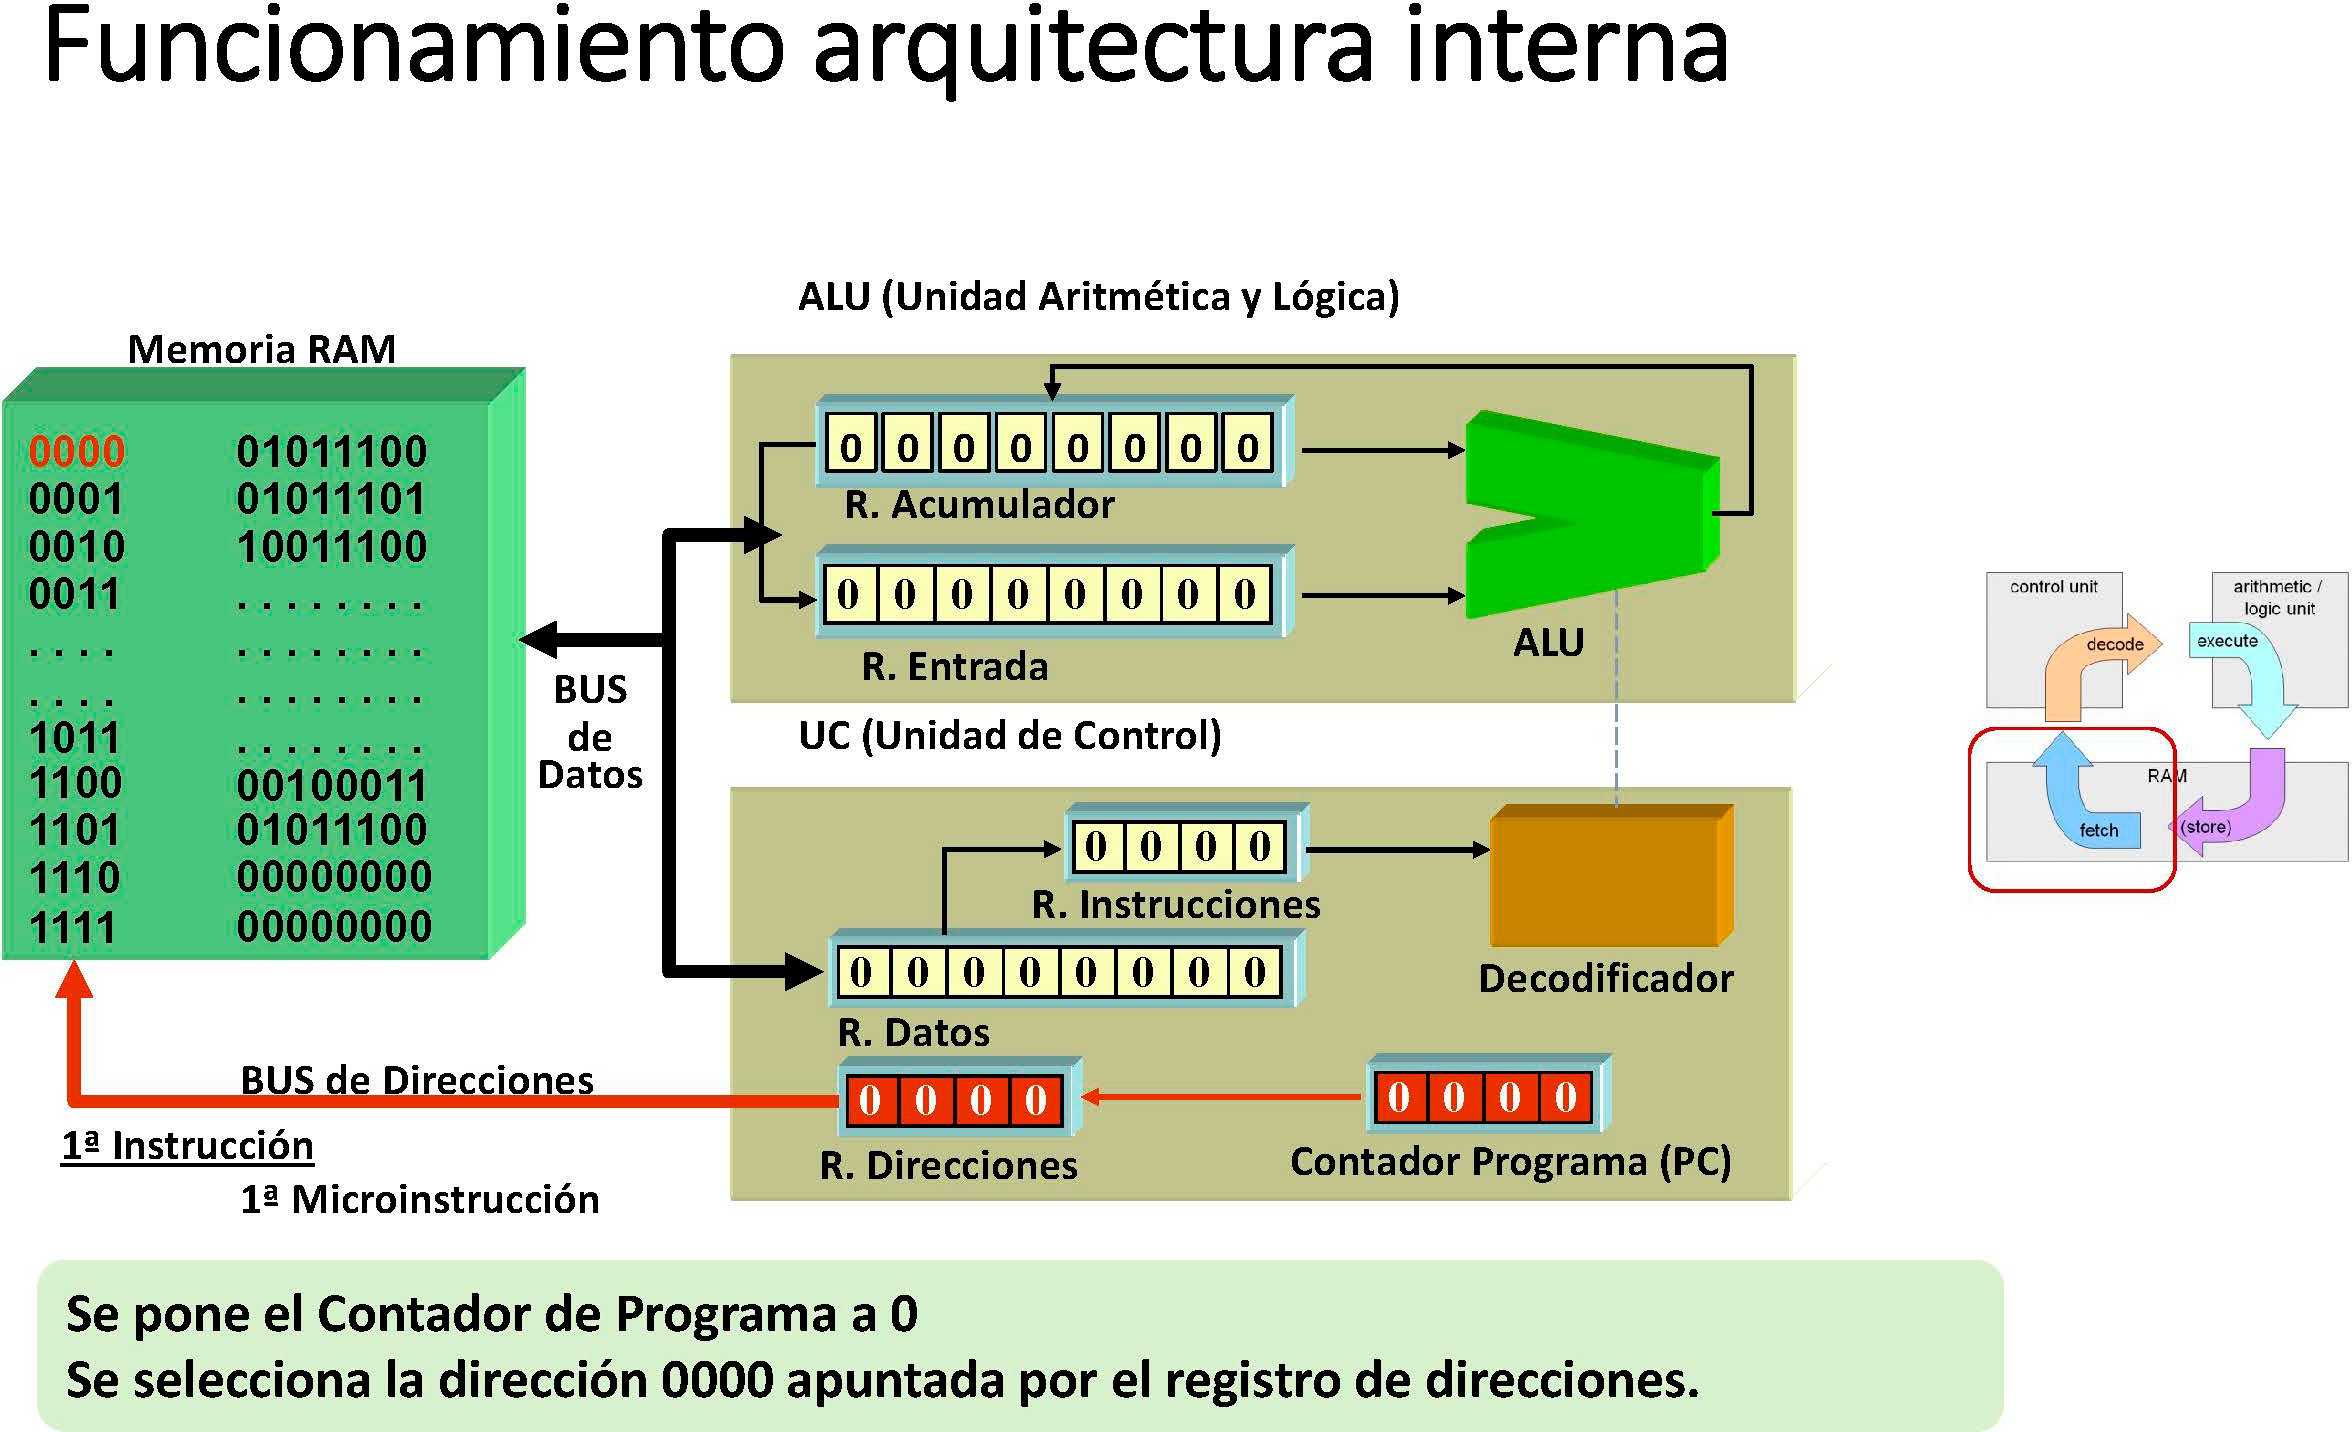 Funcionamiento arquitectura interna
ALU (Unidad Aritmética y Lógica)
Memoria RAM
0000 01011100
0001 01011101
0010 10011100
0011 ........
.... ........
.... ........
1011 ........
1100 00100011
1101 01011100
1110 00000000
1111 00000000
BUS
de
Datos
0 0 0 0 0 0 0 0
R. Acumulador
0 0 0 0 0 0 0 0
R. Entrada
ALU
UC (Unidad de Control)
0 0 0 0
R. Instrucciones
0 0 0 0 0 0 0 0
R. Datos
Decodificador
BUS de Direcciones
0 0 0 0
R. Direcciones
0 0 0 0
Contador Programa (PC)
1ª Instrucción
1ª Microinstrucción
control unit
arithmetic /
logic unit
decode
execute
RAM
fetch
(store)
Se pone el Contador de Programa a 0
Se selecciona la dirección 0000 apuntada por el registro de direcciones.